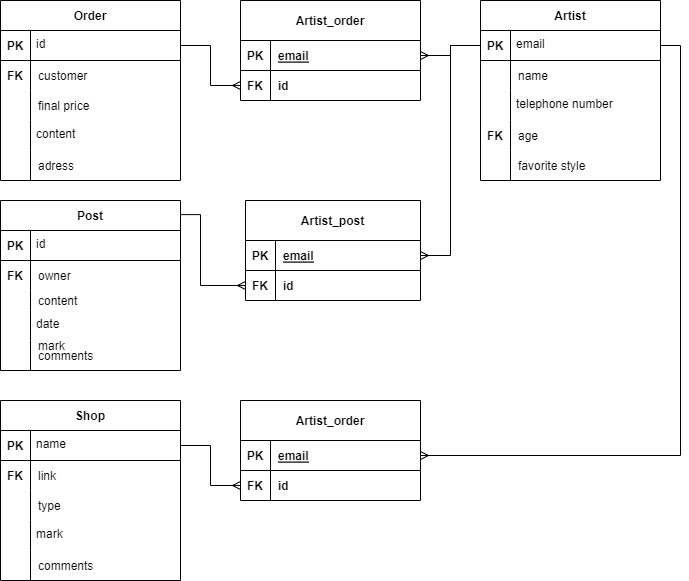 Order
PK id
FK customer
final price
content
adress
Artist_order
PK email
FK id
Artist
PK email
name
telephone number
FK age
favorite style
Post
PK id
FK owner
content
date
mark
comments
Artist_post
PK email
FK id
Shop
PK name
FK link
type
mark
comments
Artist_order
PK email
FK id